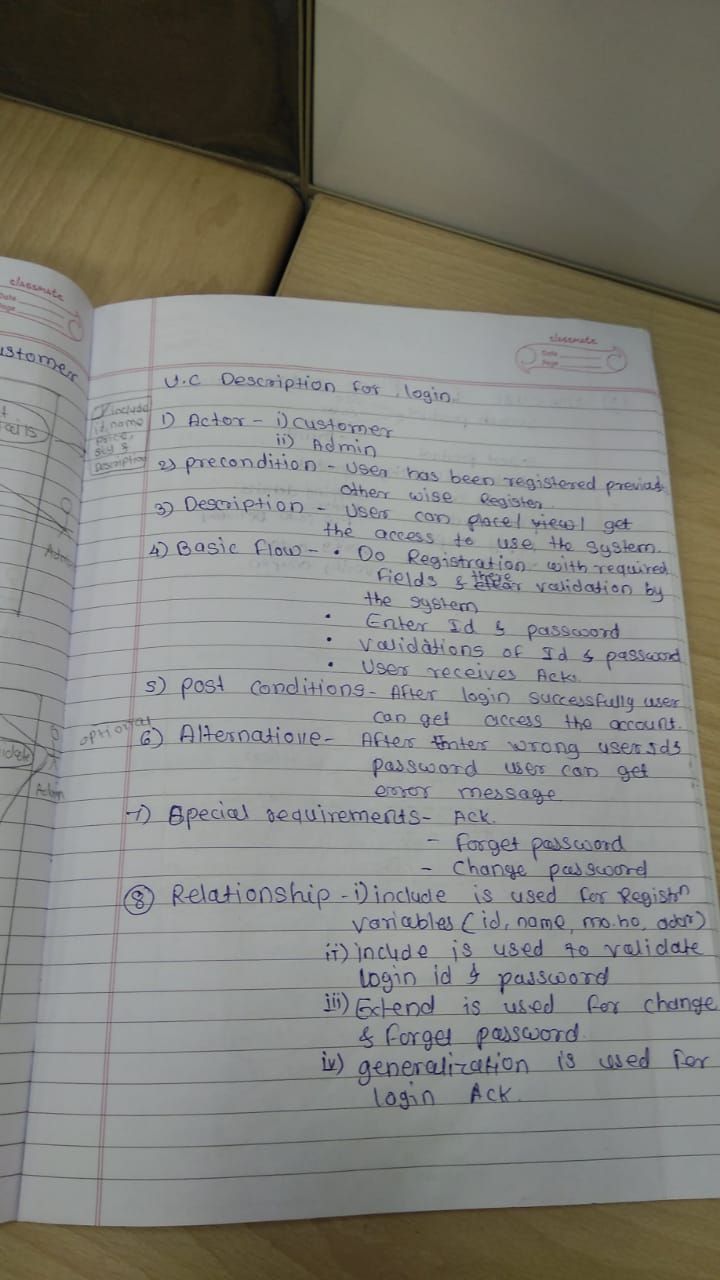 classmate
Date
Page
ustomer
classmate
Date
Page
U.C Description for login
include
id, name
price,
Description
1) Actor - i) customer
ii) Admin
2) precondition - User has been registered
other wise Register
3) Description - User can place/view/ get
the access to use the system.
4) Basic flow - • Do Registration with required
fields & validation by
the system
• Enter Id & password
• validations of Id & password
• User receives Ack.
5) post conditions - After login successfully user
can get access the account.
optional
6) Alternatiove - After Enter wrong user Id &
password user can get
error message
Admin
7) Special requirements - Ack.
- Forget password
- Change password
8) Relationship - i) include is used for Registrn
variables (id, name, mo.no, addr)
ii) include is used to validate
login id & password
iii) Extend is used for change
& forget password.
iv) generalization is used for
login Ack.